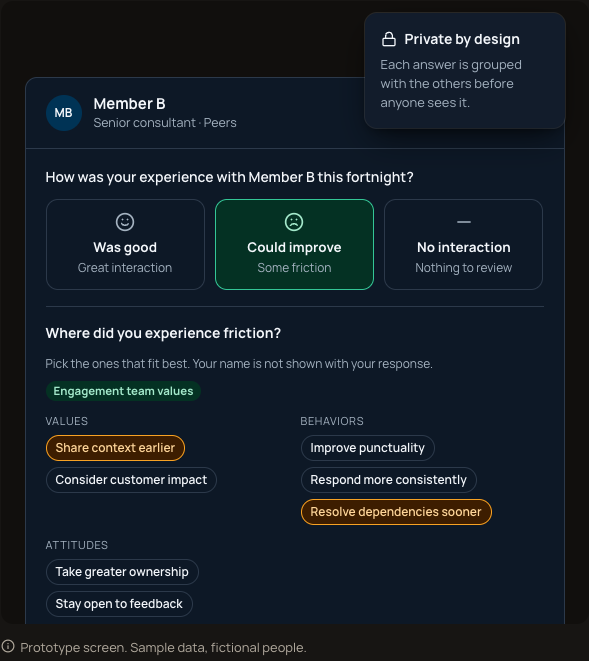 Private by design
Each answer is grouped
with the others before
anyone sees it.
MB
Member B
Senior consultant · Peers
How was your experience with Member B this fortnight?
Was good
Great interaction
Could improve
Some friction
No interaction
Nothing to review
Where did you experience friction?
Pick the ones that fit best. Your name is not shown with your response.
Engagement team values
VALUES
Share context earlier
Consider customer impact
BEHAVIORS
Improve punctuality
Respond more consistently
Resolve dependencies sooner
ATTITUDES
Take greater ownership
Stay open to feedback
Prototype screen. Sample data, fictional people.